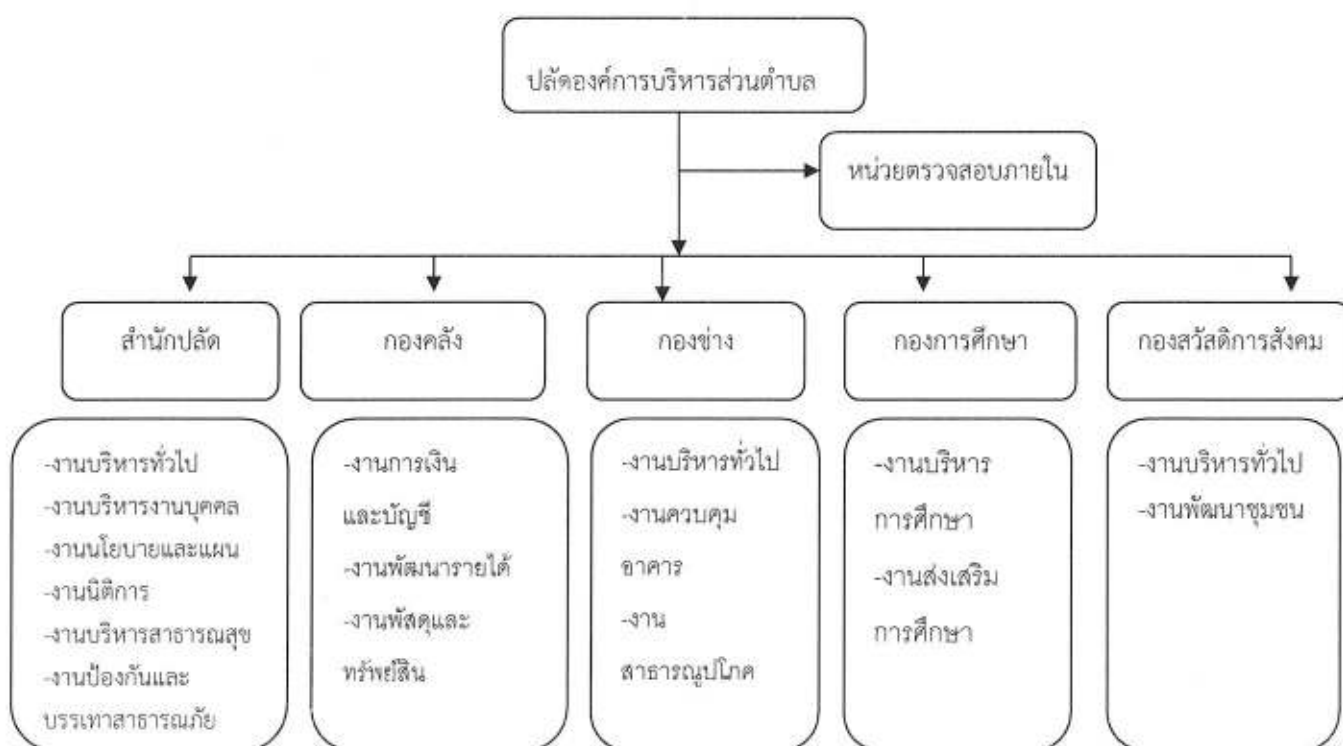 ปลัดองค์การบริหารส่วนตำบล
หน่วยตรวจสอบภายใน
สำนักปลัด
กองคลัง
กองช่าง
กองการศึกษา
กองสวัสดิการสังคม
-งานบริหารทั่วไป
-งานบริหารงานบุคคล
-งานนโยบายและแผน
-งานนิติการ
-งานบริหารสาธารณสุข
-งานป้องกันและ
บรรเทาสาธารณภัย
-งานการเงิน
และบัญชี
-งานพัฒนารายได้
-งานพัสดุและ
ทรัพย์สิน
-งานบริหารทั่วไป
-งานควบคุม
อาคาร
-งาน
สาธารณูปโภค
-งานบริหาร
การศึกษา
-งานส่งเสริม
การศึกษา
-งานบริหารทั่วไป
-งานพัฒนาชุมชน